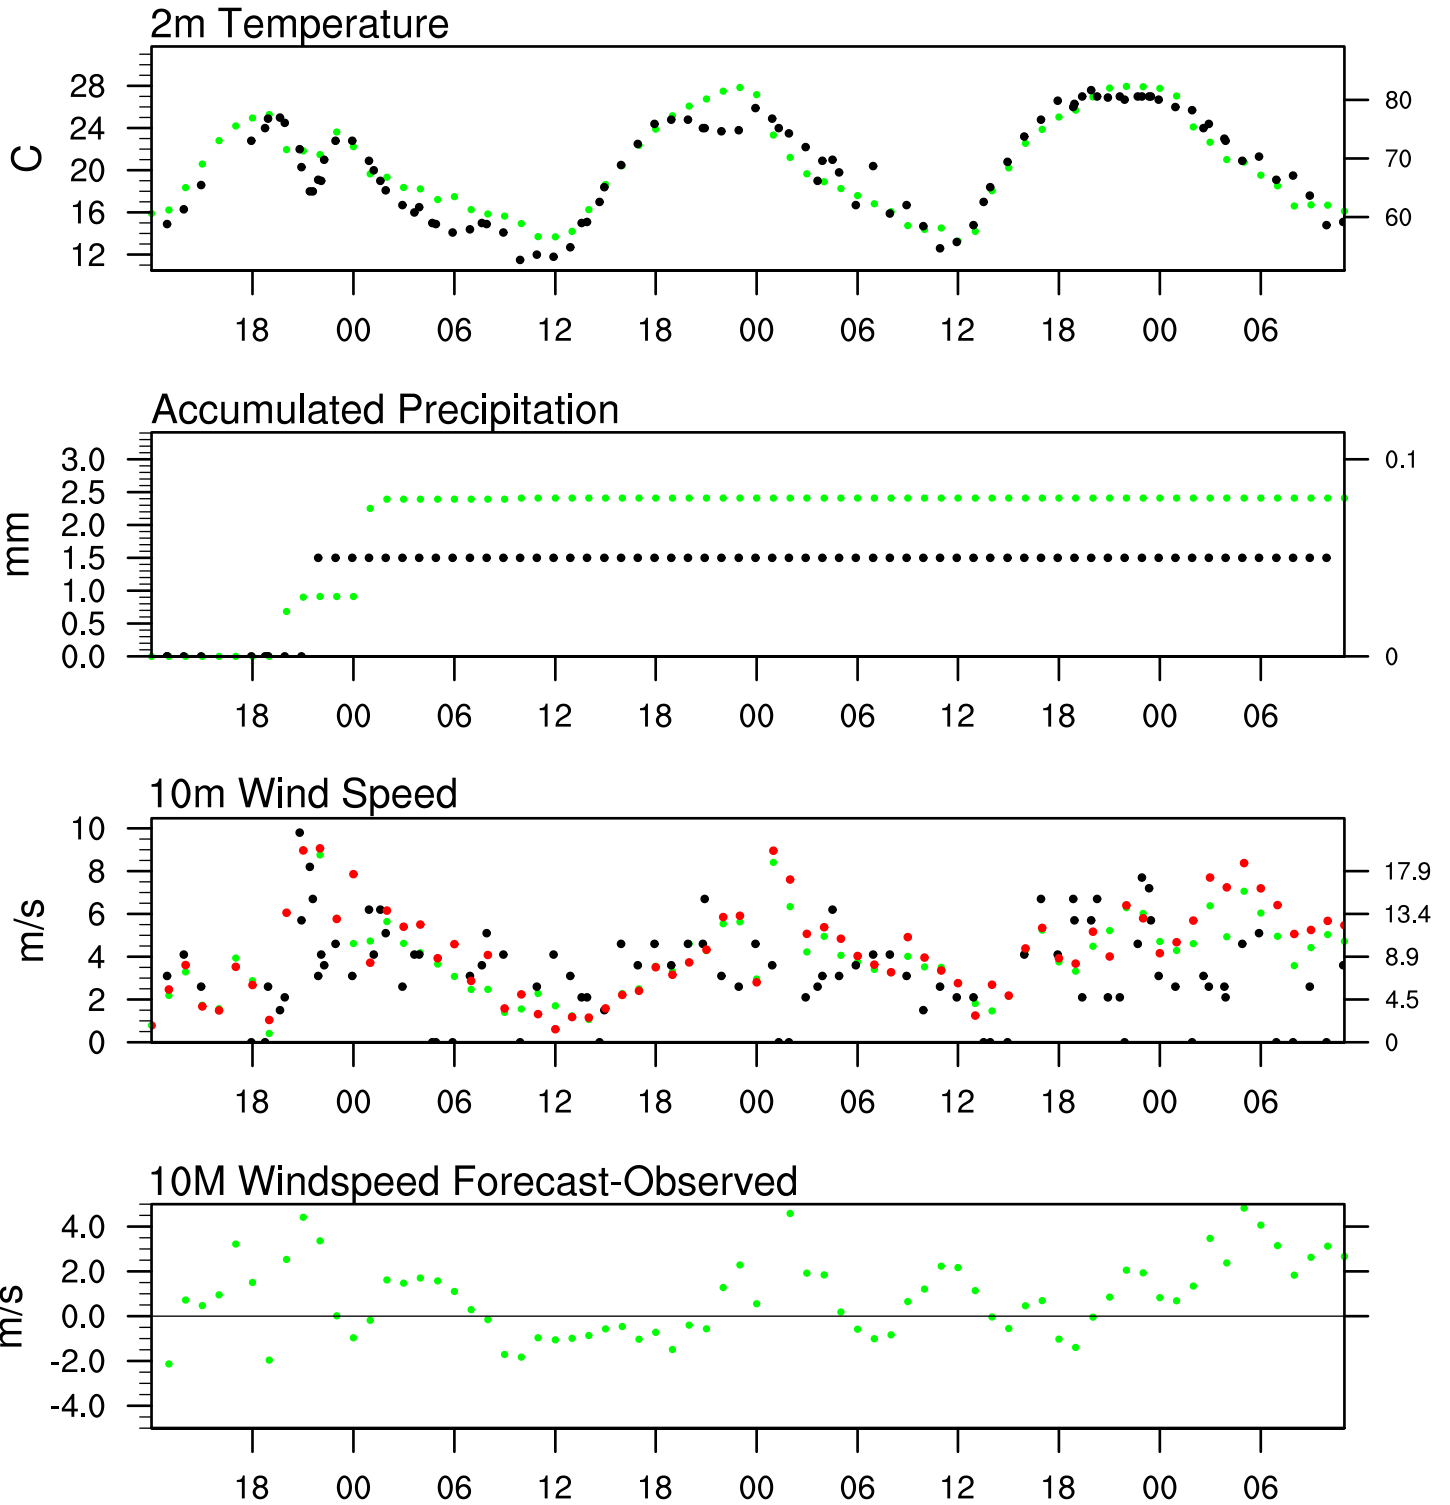 2m Temperature
28
24
20
16
12
C
80
70
60
18 00 06 12 18 00 06 12 18 00 06
Accumulated Precipitation
3.0
2.5
2.0
1.5
1.0
0.5
0.0
mm
0.1
0
18 00 06 12 18 00 06 12 18 00 06
10m Wind Speed
10
8
6
4
2
0
m/s
17.9
13.4
8.9
4.5
0
18 00 06 12 18 00 06 12 18 00 06
10M Windspeed Forecast-Observed
4.0
2.0
0.0
-2.0
-4.0
m/s
18 00 06 12 18 00 06 12 18 00 06